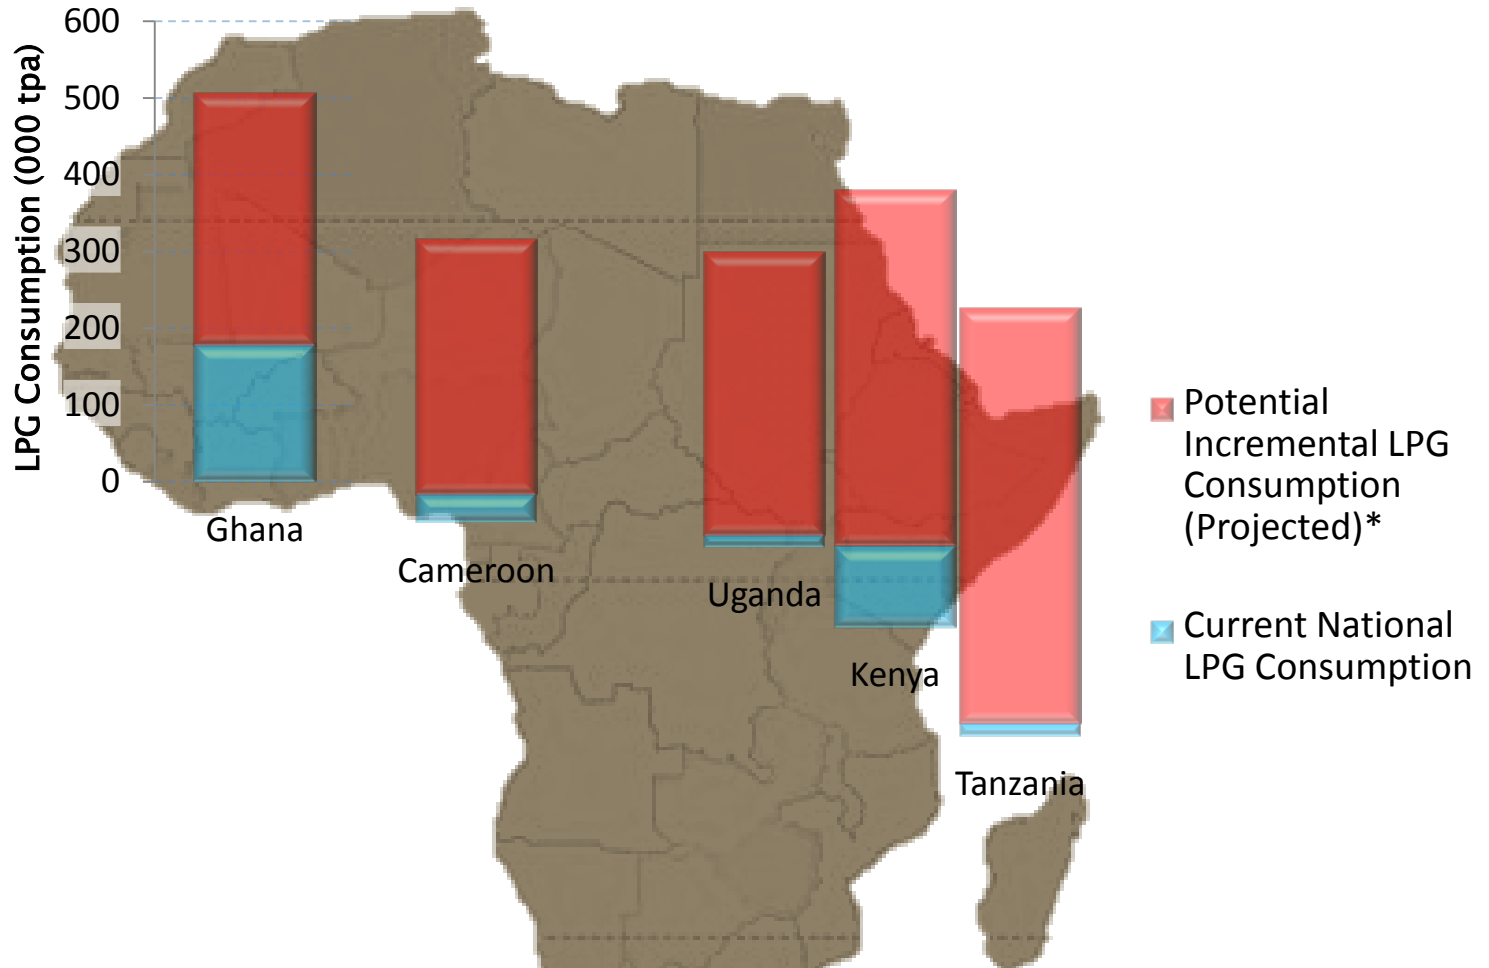 LPG Consumption (000 tpa)
600
500
400
300
200
100
0
Ghana
Cameroon
Uganda
Kenya
Tanzania
Potential
Incremental LPG
Consumption
(Projected)*
Current National
LPG Consumption